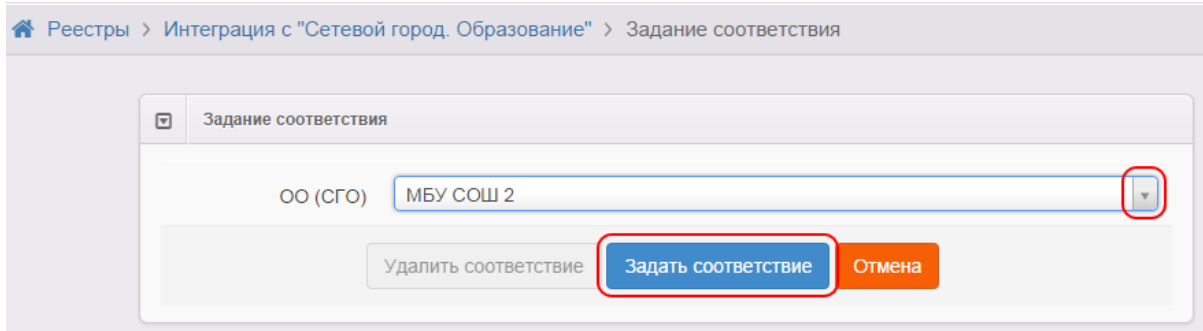 Реестры > Интеграция с "Сетевой город. Образование" > Задание соответствия
Задание соответствия
ОО (СГО) МБУ СОШ 2
Удалить соответствие Задать соответствие Отмена